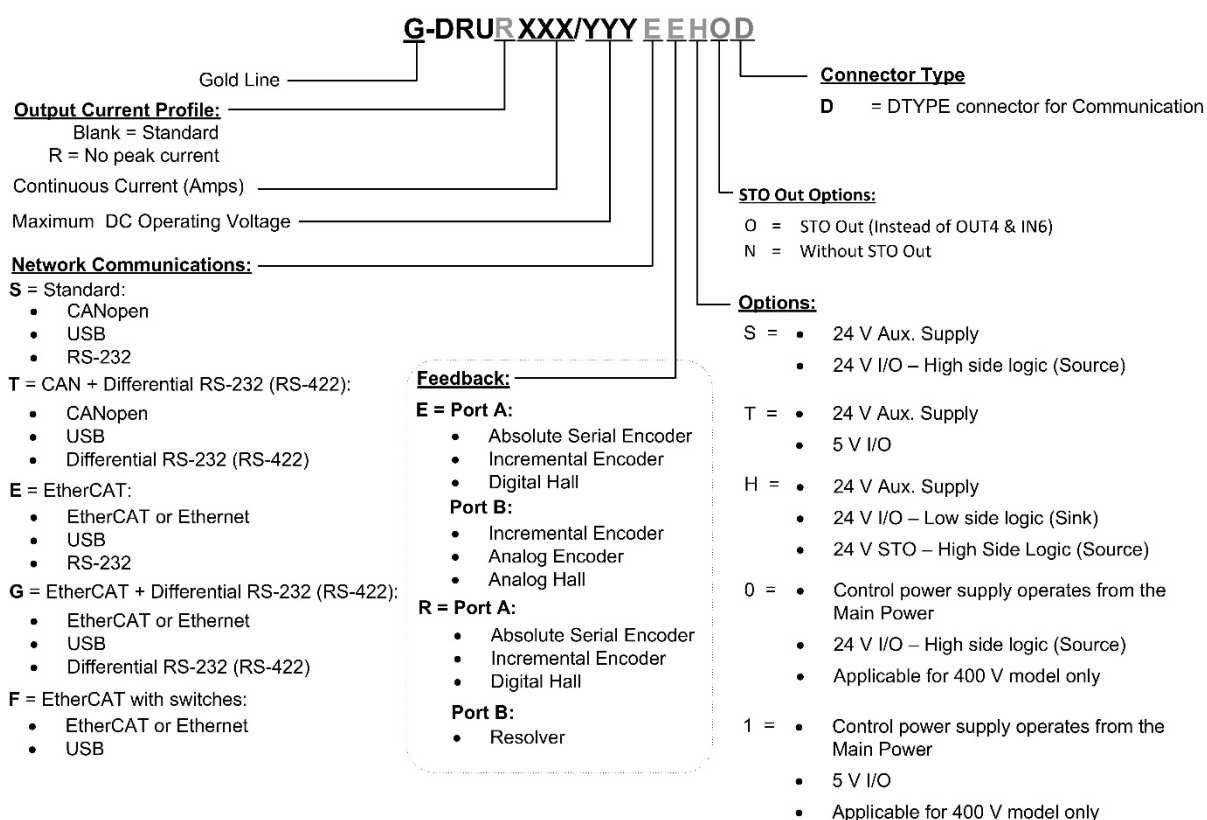 G-DRUR XXX/YYY E E H O D
Gold Line
Output Current Profile:
Blank = Standard
R = No peak current
Continuous Current (Amps)
Maximum DC Operating Voltage
Network Communications:
S = Standard:
• CANopen
• USB
• RS-232
T = CAN + Differential RS-232 (RS-422):
• CANopen
• USB
• Differential RS-232 (RS-422)
E = EtherCAT:
• EtherCAT or Ethernet
• USB
• RS-232
G = EtherCAT + Differential RS-232 (RS-422):
• EtherCAT or Ethernet
• USB
• Differential RS-232 (RS-422)
F = EtherCAT with switches:
• EtherCAT or Ethernet
• USB
Feedback:
E = Port A:
• Absolute Serial Encoder
• Incremental Encoder
• Digital Hall
Port B:
• Incremental Encoder
• Analog Encoder
• Analog Hall
R = Port A:
• Absolute Serial Encoder
• Incremental Encoder
• Digital Hall
Port B:
• Resolver
Connector Type
D = DTYPE connector for Communication
STO Out Options:
O = STO Out (Instead of OUT4 & IN6)
N = Without STO Out
Options:
S = • 24 V Aux. Supply
• 24 V I/O – High side logic (Source)
T = • 24 V Aux. Supply
• 5 V I/O
H = • 24 V Aux. Supply
• 24 V I/O – Low side logic (Sink)
• 24 V STO – High Side Logic (Source)
0 = • Control power supply operates from the
Main Power
• 24 V I/O – High side logic (Source)
• Applicable for 400 V model only
1 = • Control power supply operates from the
Main Power
• 5 V I/O
• Applicable for 400 V model only